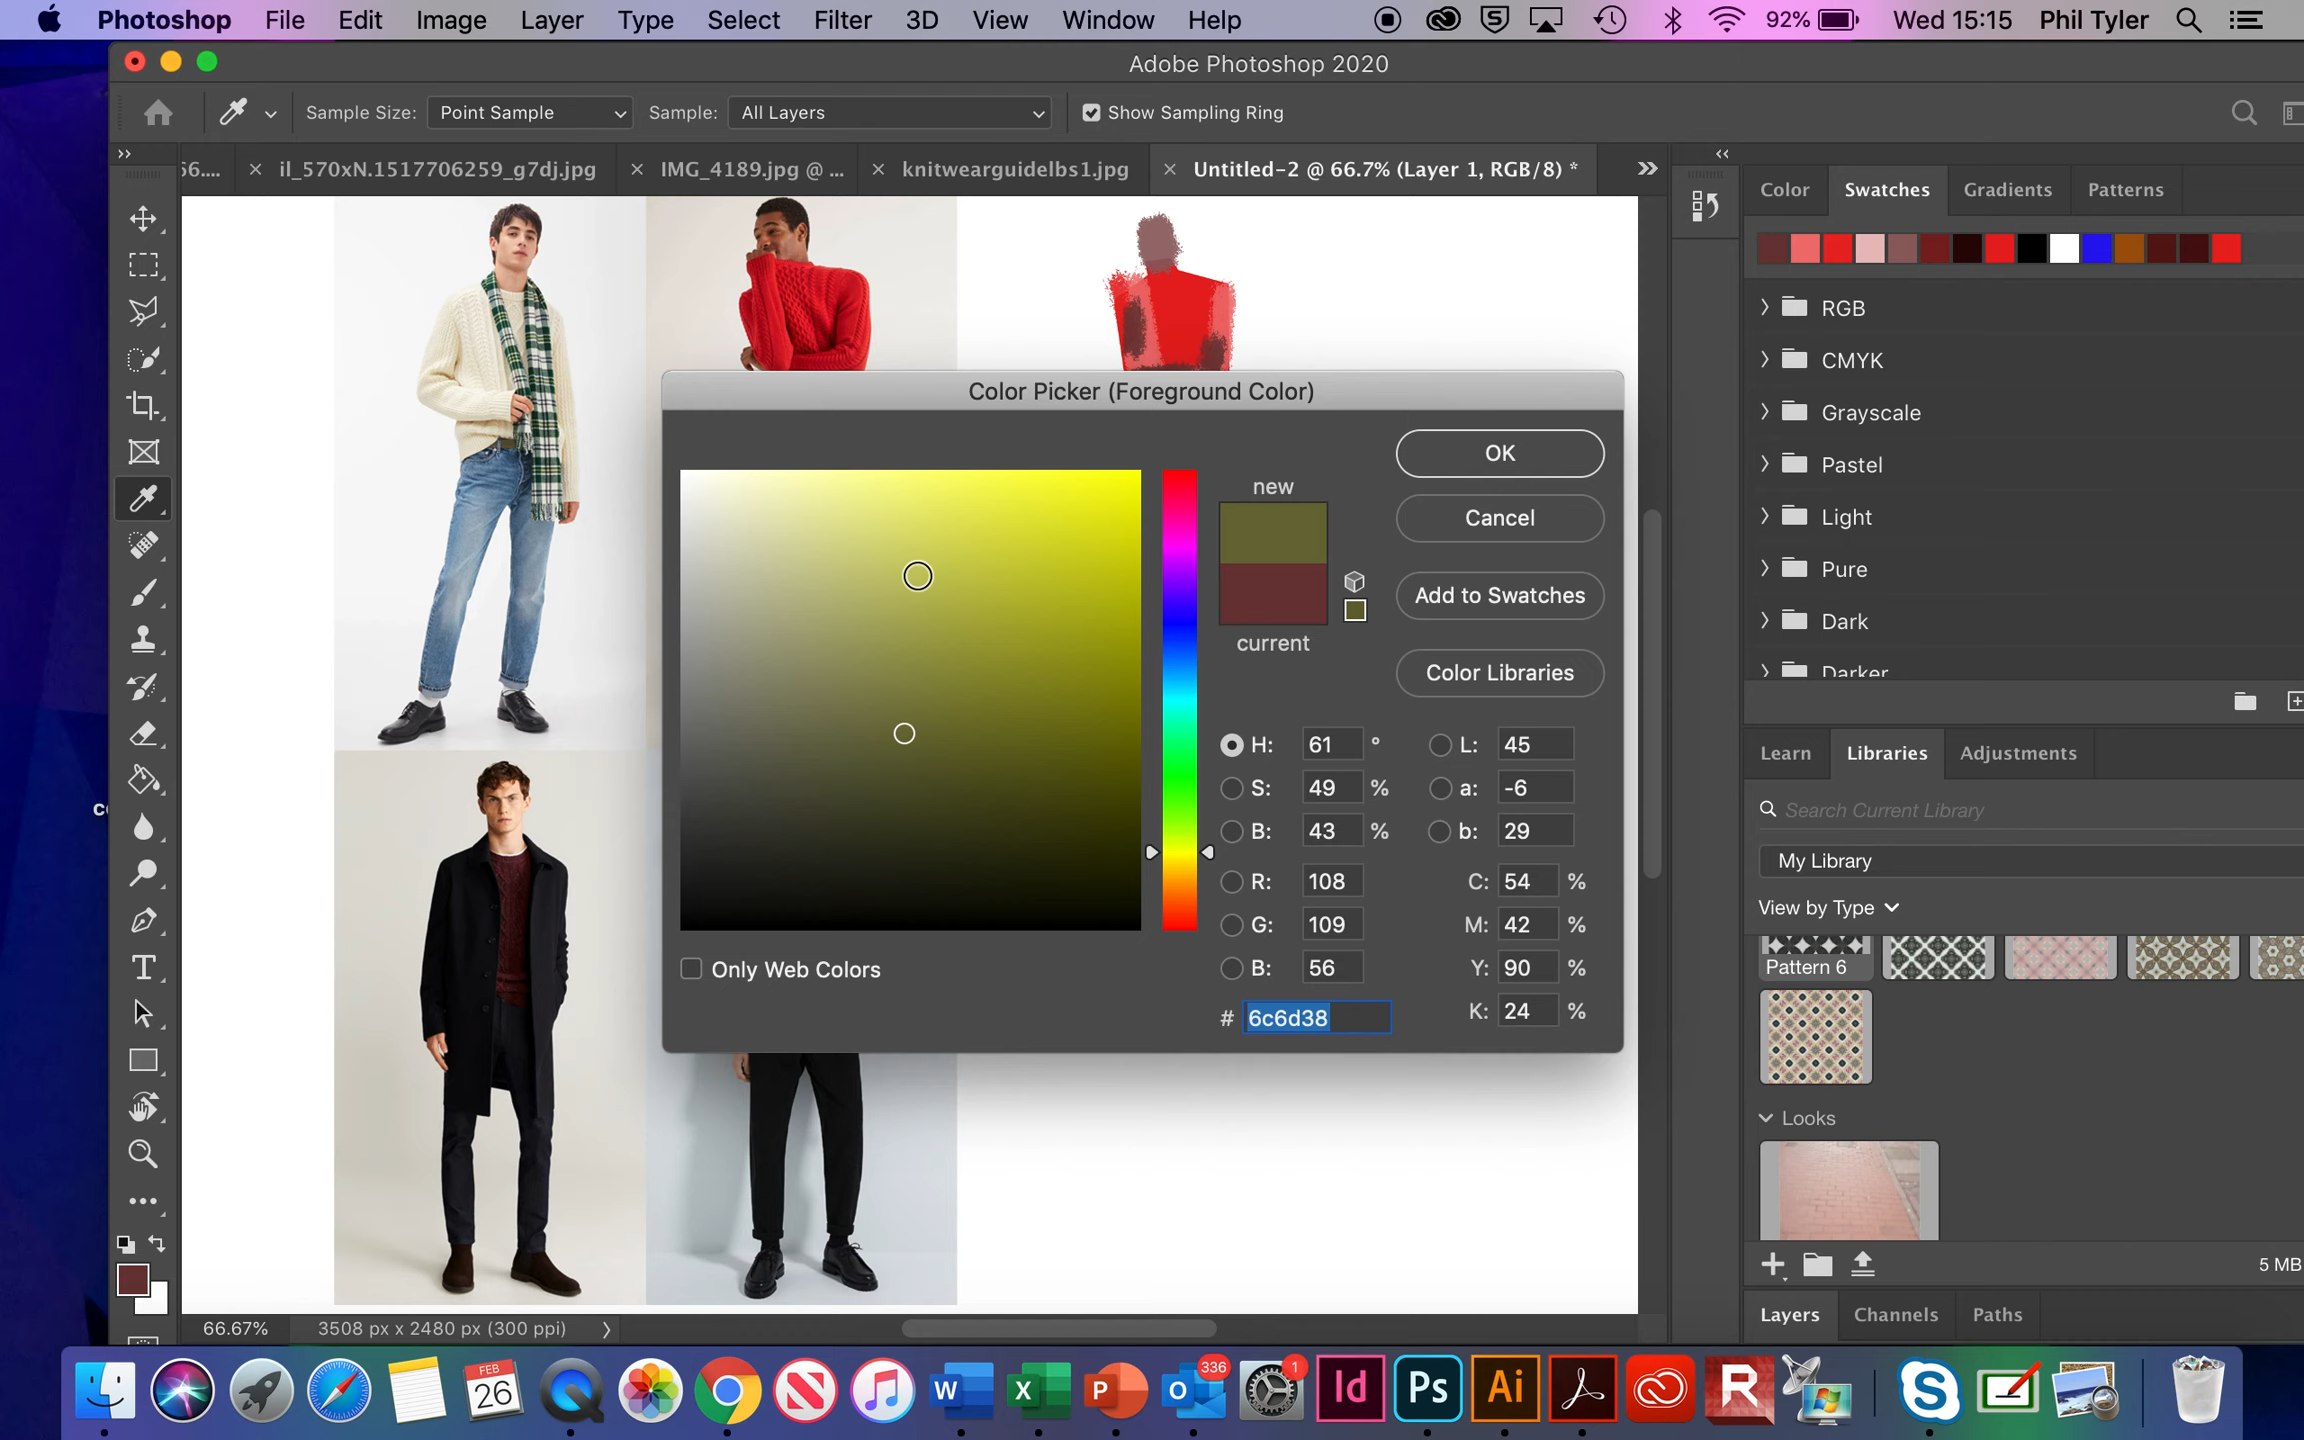 Photoshop File Edit Image Layer Type Select Filter 3D View Window Help 92% Wed 15:15 Phil Tyler
Adobe Photoshop 2020
Sample Size: Point Sample Sample: All Layers Show Sampling Ring
66.... × il_570xN.1517706259_g7dj.jpg × IMG_4189.jpg @ ... × knitwearguidelbs1.jpg × Untitled-2 @ 66.7% (Layer 1, RGB/8) *
Color Swatches Gradients Patterns
RGB
CMYK
Grayscale
Pastel
Light
Pure
Dark
Darker
Color Picker (Foreground Color)
new
current
OK
Cancel
Add to Swatches
Color Libraries
H: 61 ° L: 45
S: 49 % a: -6
B: 43 % b: 29
R: 108 C: 54 %
G: 109 M: 42 %
B: 56 Y: 90 %
# 6c6d38 K: 24 %
Only Web Colors
Learn Libraries Adjustments
Search Current Library
My Library
View by Type
Pattern 6
Looks
5 MB
Layers Channels Paths
66.67% 3508 px x 2480 px (300 ppi)
FEB
26
W X P O 336 1 Id Ps Ai R S